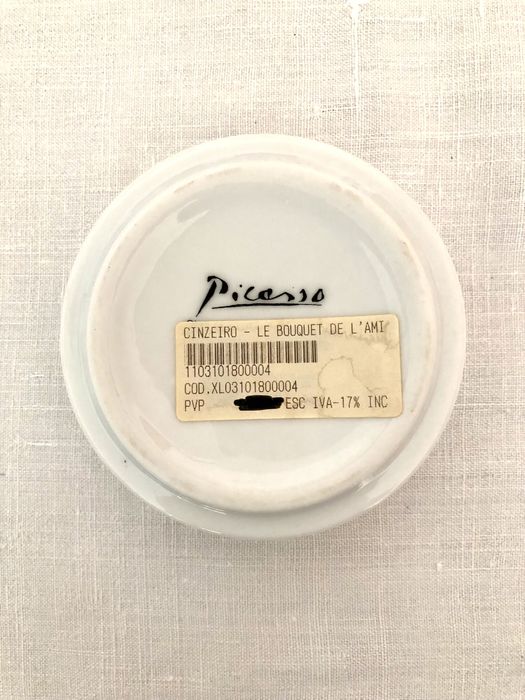 Picasso
CINZEIRO - LE BOUQUET DE L'AMI
1103101800004
COD.XL03101800004
PVP ESC IVA-17% INC